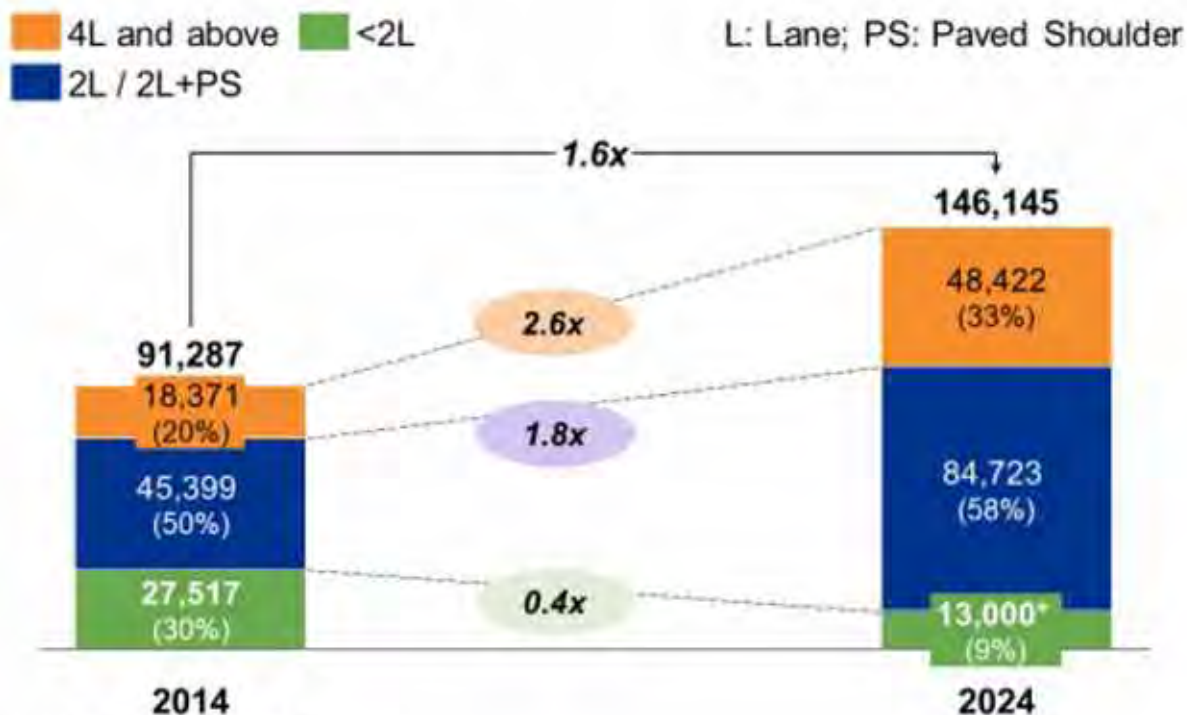 4L and above <2L L: Lane; PS: Paved Shoulder
2L / 2L+PS
1.6x
146,145
48,422
(33%)
2.6x
91,287
18,371
(20%)
1.8x
45,399
(50%)
84,723
(58%)
0.4x
27,517
(30%)
13,000*
(9%)
2014 2024